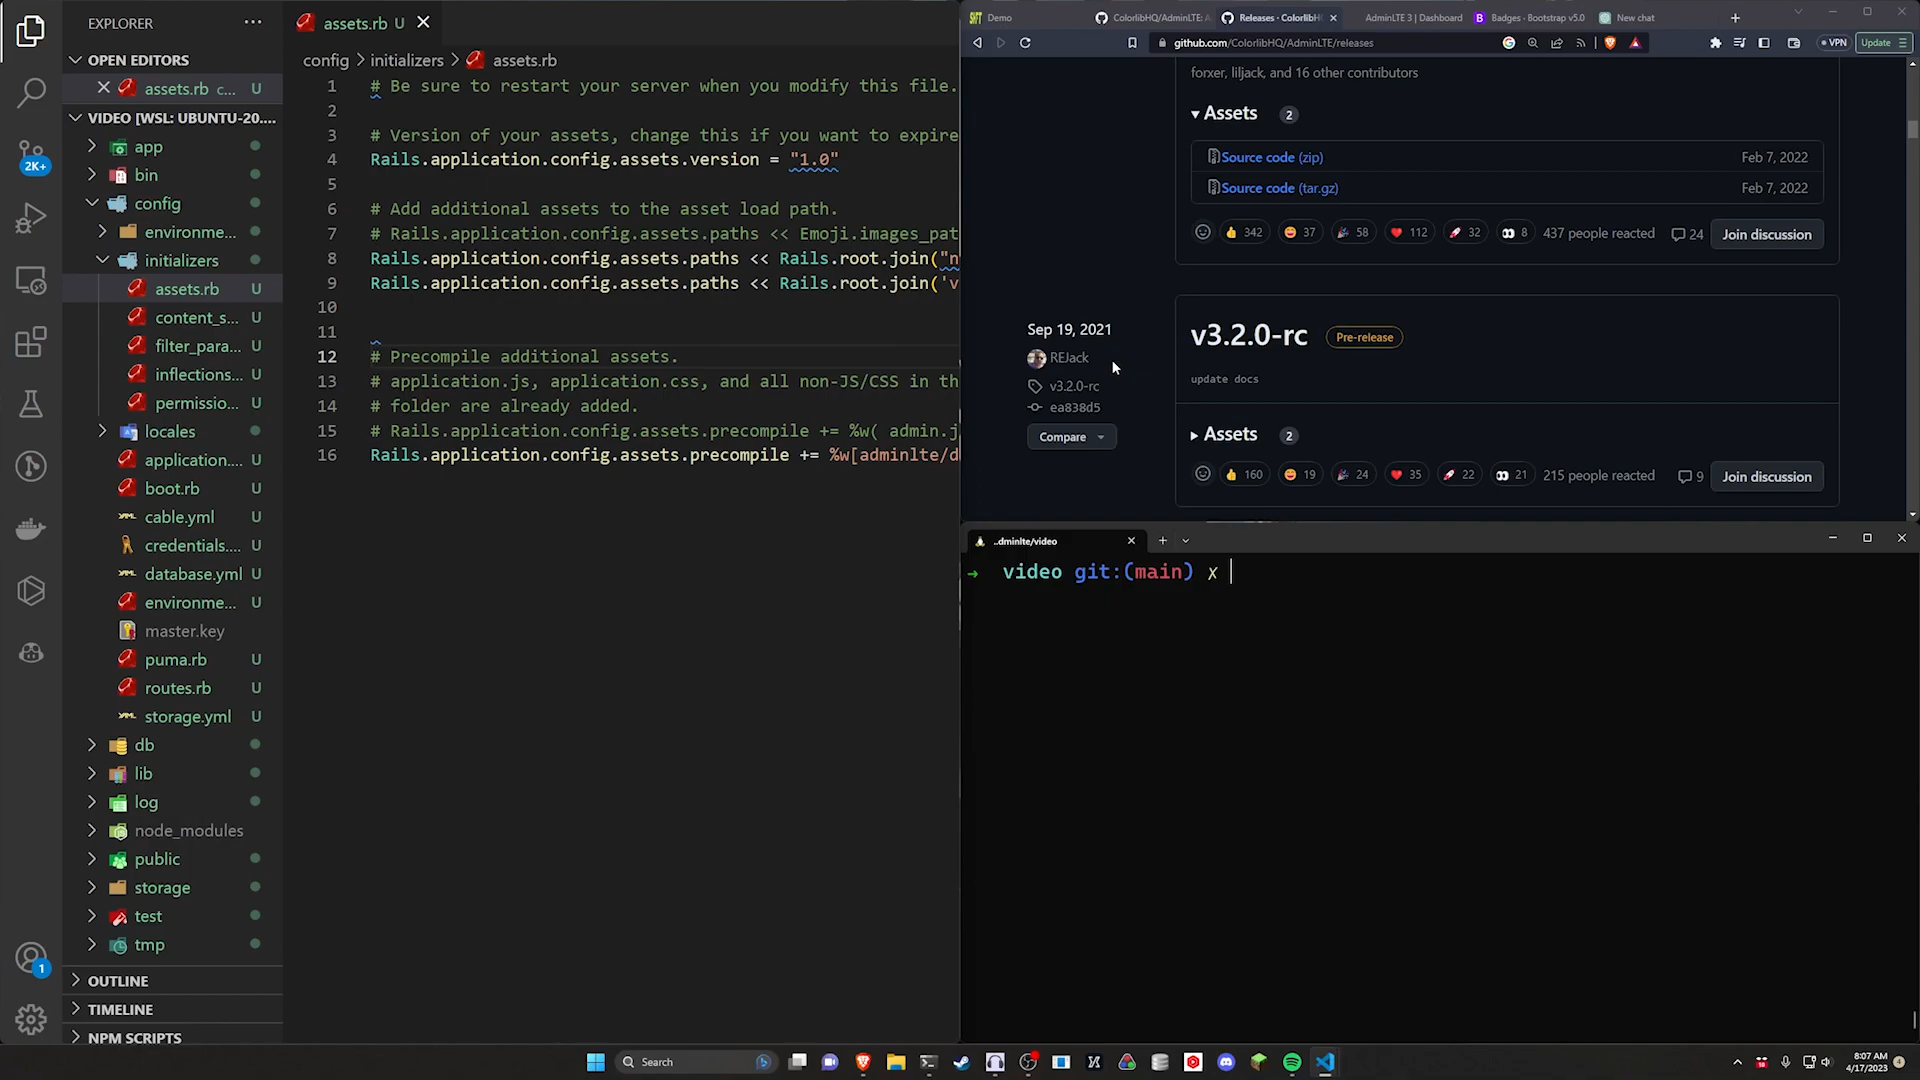 EXPLORER
OPEN EDITORS
assets.rb c... U
VIDEO [WSL: UBUNTU-20....
app
bin
config
environme...
initializers
assets.rb U
content_s... U
filter_para... U
inflections... U
permissio... U
locales
application.... U
boot.rb U
cable.yml U
credentials.... U
database.yml U
environme... U
master.key
puma.rb U
routes.rb U
storage.yml U
db
lib
log
node_modules
public
storage
test
tmp
OUTLINE
TIMELINE
NPM SCRIPTS
2K+
1
assets.rb U
config > initializers > assets.rb
1 # Be sure to restart your server when you modify this file.
2
3 # Version of your assets, change this if you want to expire
4 Rails.application.config.assets.version = "1.0"
5
6 # Add additional assets to the asset load path.
7 # Rails.application.config.assets.paths << Emoji.images_pat
8 Rails.application.config.assets.paths << Rails.root.join("n
9 Rails.application.config.assets.paths << Rails.root.join('v
10
11
12 # Precompile additional assets.
13 # application.js, application.css, and all non-JS/CSS in th
14 # folder are already added.
15 # Rails.application.config.assets.precompile += %w( admin.j
16 Rails.application.config.assets.precompile += %w[adminlte/d
Demo
ColorlibHQ/AdminLTE: A
Releases · ColorlibH
AdminLTE 3 | Dashboard
Badges · Bootstrap v5.0
New chat
github.com/ColorlibHQ/AdminLTE/releases
VPN
Update
forxer, liljack, and 16 other contributors
Assets 2
Source code (zip) Feb 7, 2022
Source code (tar.gz) Feb 7, 2022
342 37 58 112 32 8 437 people reacted 24 Join discussion
Sep 19, 2021
REJack
v3.2.0-rc
ea838d5
Compare
v3.2.0-rc Pre-release
update docs
Assets 2
160 19 24 35 22 21 215 people reacted 9 Join discussion
..dminlte/video
→ video git:(main) x
Search
8:07 AM
4/17/2023